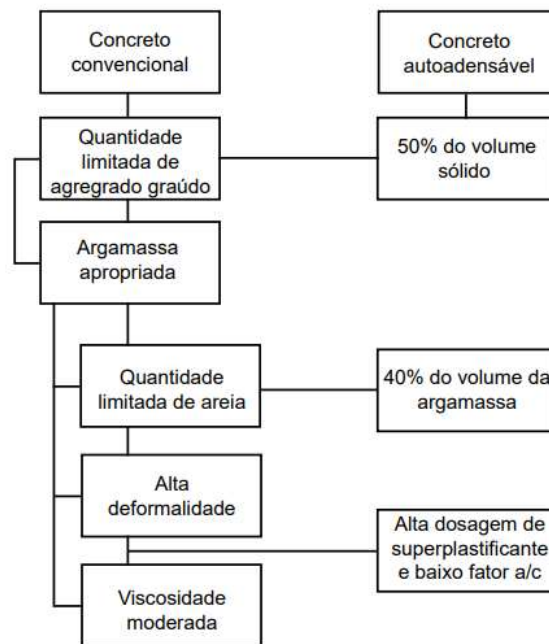 Concreto
convencional
Concreto
autoadensável
Quantidade
limitada de
agregrado graúdo
50% do volume
sólido
Argamassa
apropriada
Quantidade
limitada de areia
40% do volume da
argamassa
Alta
deformalidade
Alta dosagem de
superplastificante
e baixo fator a/c
Viscosidade
moderada